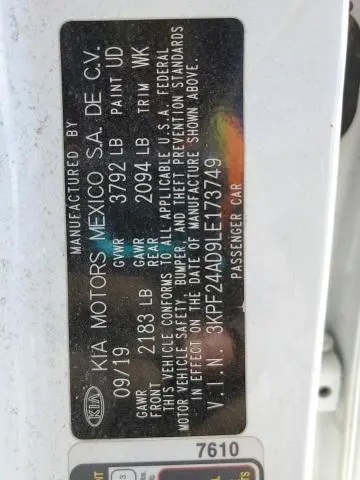 MANUFACTURED BY
KIA KIA MOTORS MEXICO S.A. DE C.V.
09/19 GVWR 3792 LB PAINT UD
GAWR FRONT 2183 LB GAWR REAR 2094 LB TRIM WK
THIS VEHICLE CONFORMS TO ALL APPLICABLE U.S.A. FEDERAL
MOTOR VEHICLE SAFETY, BUMPER, AND THEFT PREVENTION STANDARDS
IN EFFECT ON THE DATE OF MANUFACTURE SHOWN ABOVE.
V.I.N. 3KPF24AD9LE173749
PASSENGER CAR
7610